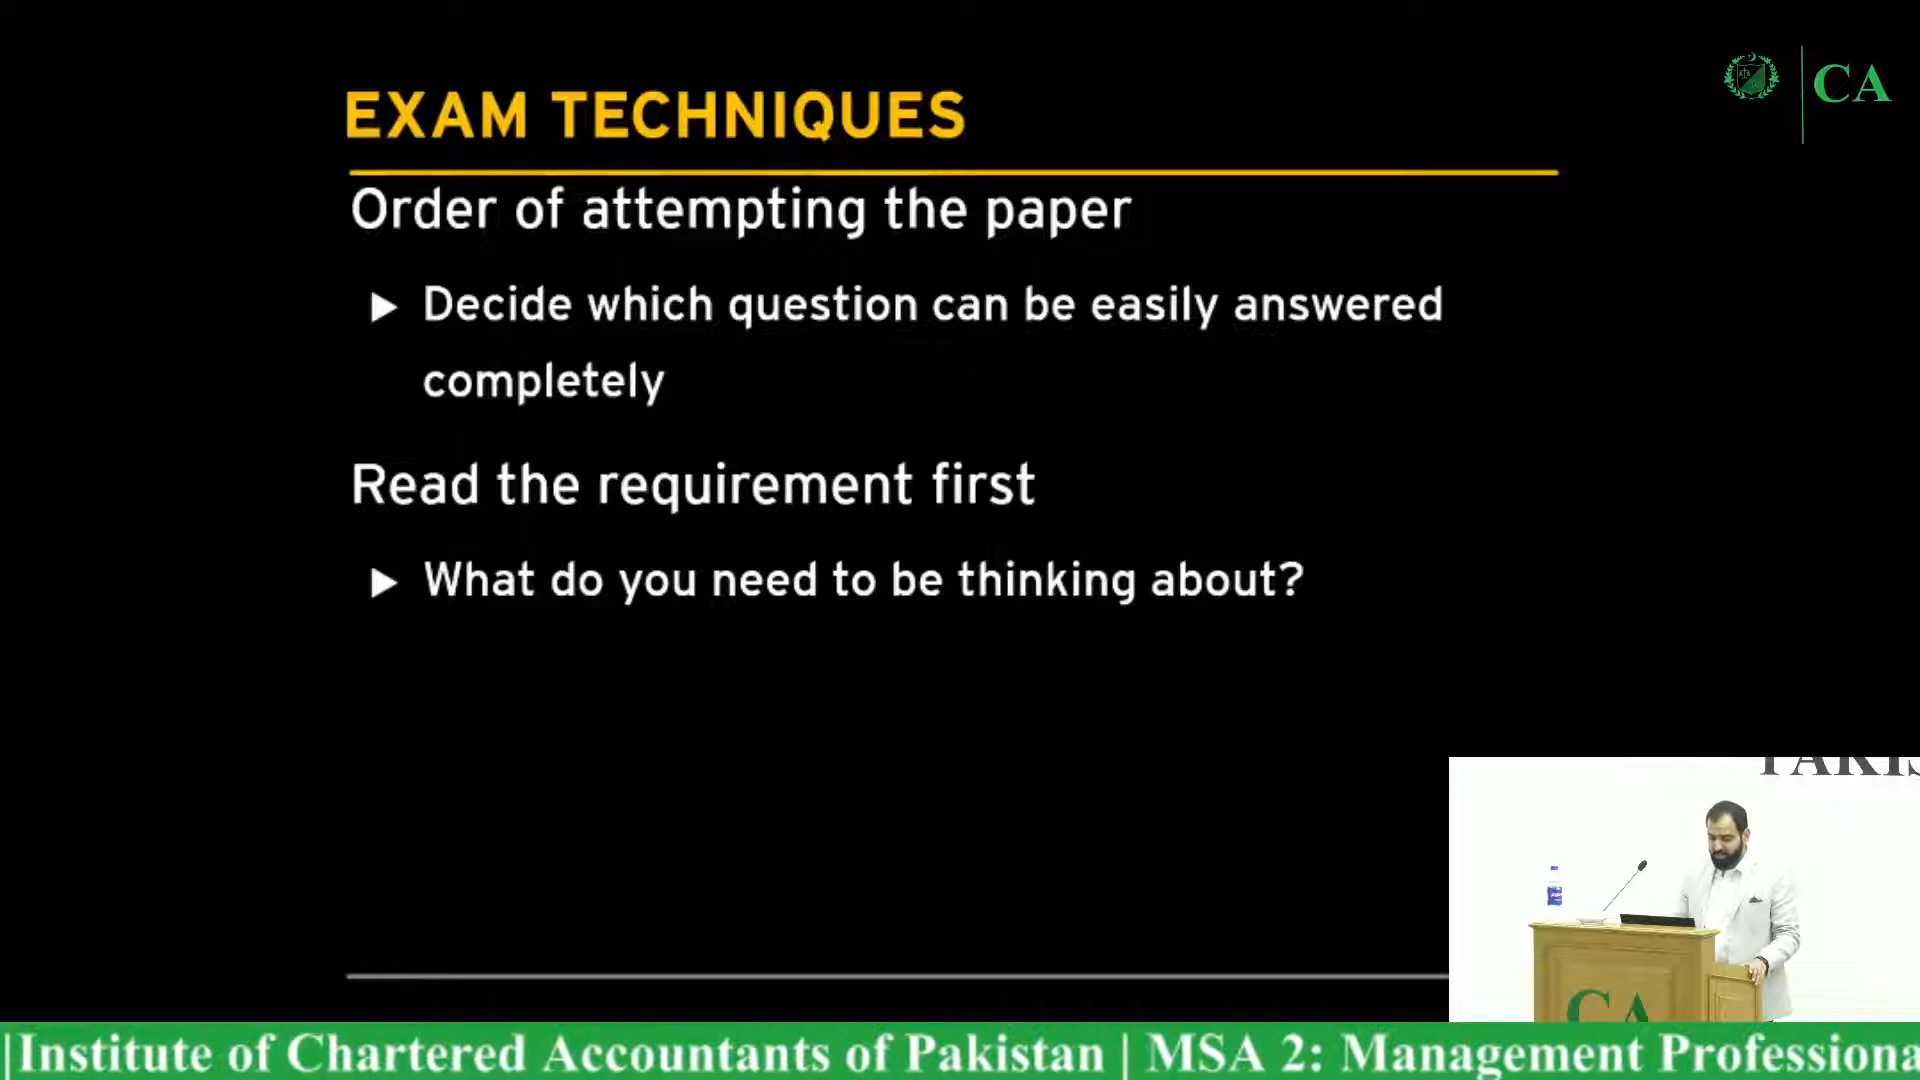 EXAM TECHNIQUES
CA
Order of attempting the paper
Decide which question can be easily answered
completely
Read the requirement first
What do you need to be thinking about?
CA
|Institute of Chartered Accountants of Pakistan | MSA 2: Management Professiona